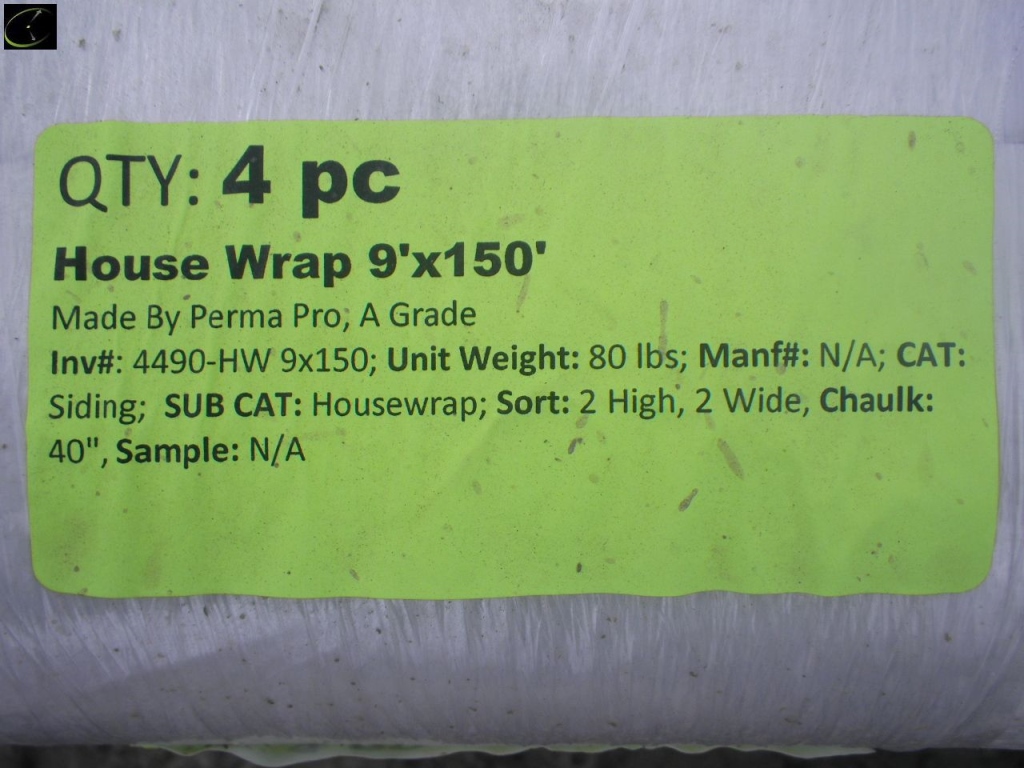 QTY: 4 pc
House Wrap 9'x150'
Made By Perma Pro, A Grade
Inv#: 4490-HW 9x150; Unit Weight: 80 lbs; Manf#: N/A; CAT:
Siding; SUB CAT: Housewrap; Sort: 2 High, 2 Wide, Chaulk:
40", Sample: N/A